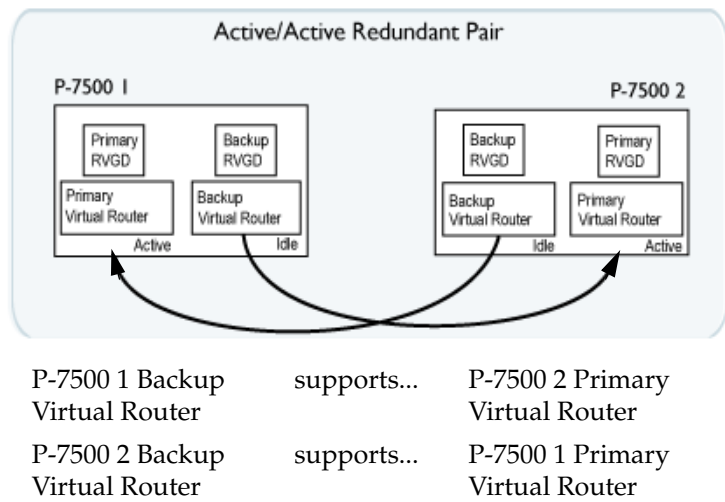 Active/Active Redundant Pair
P-7500 1
P-7500 2
Primary
RVGD
Backup
RVGD
Primary
Virtual Router
Backup
Virtual Router
Active
Idle
Backup
RVGD
Primary
RVGD
Backup
Virtual Router
Primary
Virtual Router
Idle
Active
P-7500 1 Backup supports... P-7500 2 Primary
Virtual Router Virtual Router
P-7500 2 Backup supports... P-7500 1 Primary
Virtual Router Virtual Router